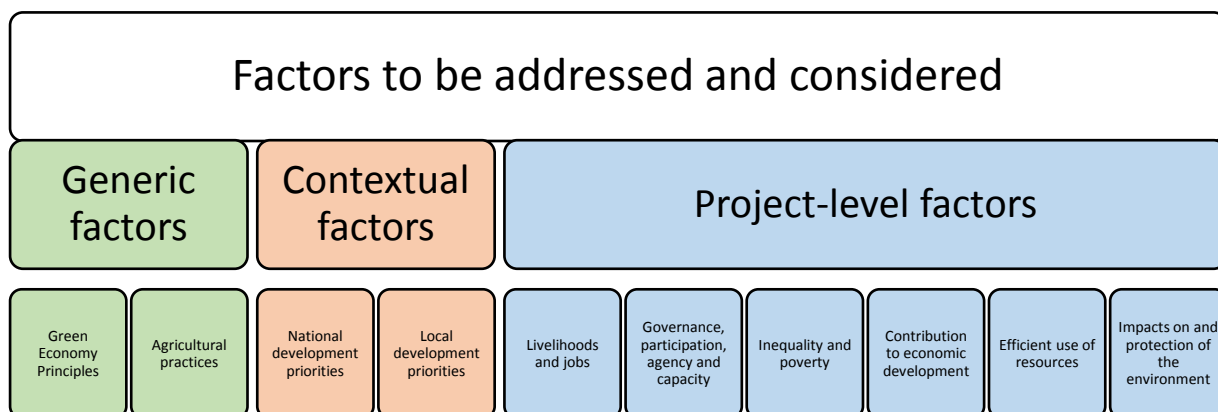 Factors to be addressed and considered
Generic
factors
Contextual
factors
Project-level factors
Green
Economy
Principles
Agricultural
practices
National
development
priorities
Local
development
priorities
Livelihoods
and jobs
Governance,
participation,
agency and
capacity
Inequality and
poverty
Contribution
to economic
development
Efficient use of
resources
Impacts on and
protection of
the
environment